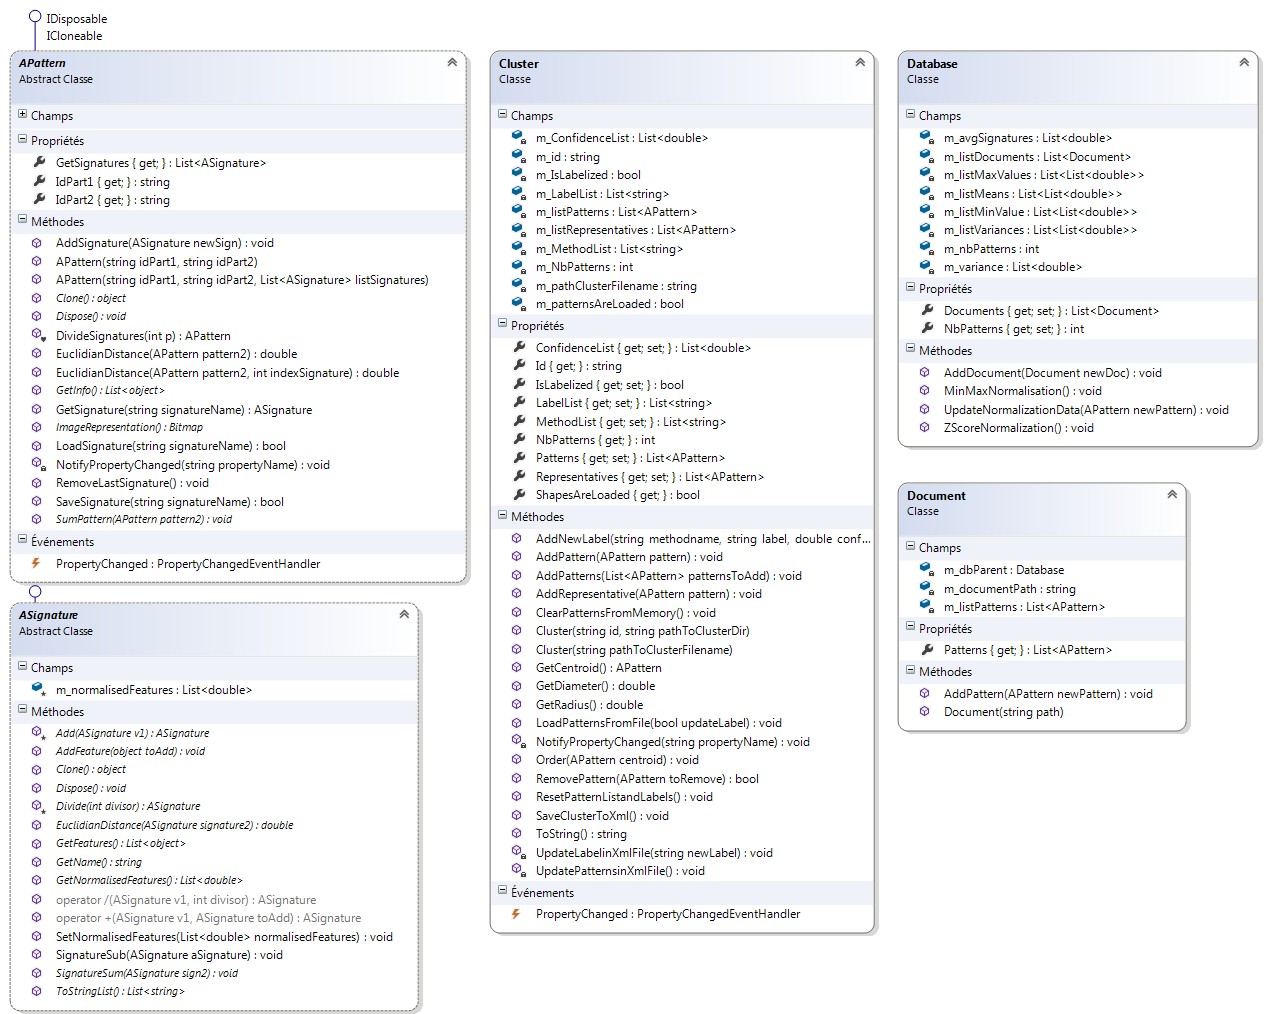 IDisposable
ICloneable
APattern
Abstract Classe
Champs
Propriétés
GetSignatures { get; } : List<ASignature>
IdPart1 { get; } : string
IdPart2 { get; } : string
Méthodes
AddSignature(ASignature newSign) : void
APattern(string idPart1, string idPart2)
APattern(string idPart1, string idPart2, List<ASignature> listSignatures)
Clone() : object
Dispose() : void
DivideSignatures(int p) : APattern
EuclidianDistance(APattern pattern2) : double
EuclidianDistance(APattern pattern2, int indexSignature) : double
GetInfo() : List<object>
GetSignature(string signatureName) : ASignature
ImageRepresentation() : Bitmap
LoadSignature(string signatureName) : bool
NotifyPropertyChanged(string propertyName) : void
RemoveLastSignature() : void
SaveSignature(string signatureName) : bool
SumPattern(APattern pattern2) : void
Événements
PropertyChanged : PropertyChangedEventHandler
ASignature
Abstract Classe
Champs
m_normalisedFeatures : List<double>
Méthodes
Add(ASignature v1) : ASignature
AddFeature(object toAdd) : void
Clone() : object
Dispose() : void
Divide(int divisor) : ASignature
EuclidianDistance(ASignature signature2) : double
GetFeatures() : List<object>
GetName() : string
GetNormalisedFeatures() : List<double>
operator /(ASignature v1, int divisor) : ASignature
operator +(ASignature v1, ASignature toAdd) : ASignature
SetNormalisedFeatures(List<double> normalisedFeatures) : void
SignatureSub(ASignature aSignature) : void
SignatureSum(ASignature sign2) : void
ToStringList() : List<string>
Cluster
Classe
Champs
m_ConfidenceList : List<double>
m_id : string
m_IsLabelized : bool
m_LabelList : List<string>
m_listPatterns : List<APattern>
m_listRepresentatives : List<APattern>
m_MethodList : List<string>
m_NbPatterns : int
m_pathClusterFilename : string
m_patternsAreLoaded : bool
Propriétés
ConfidenceList { get; set; } : List<double>
Id { get; } : string
IsLabelized { get; set; } : bool
LabelList { get; set; } : List<string>
MethodList { get; set; } : List<string>
NbPatterns { get; } : int
Patterns { get; set; } : List<APattern>
Representatives { get; set; } : List<APattern>
ShapesAreLoaded { get; } : bool
Méthodes
AddNewLabel(string methodname, string label, double conf...
AddPattern(APattern pattern) : void
AddPatterns(List<APattern> patternsToAdd) : void
AddRepresentative(APattern pattern) : void
ClearPatternsFromMemory() : void
Cluster(string id, string pathToClusterDir)
Cluster(string pathToClusterFilename)
GetCentroid() : APattern
GetDiameter() : double
GetRadius() : double
LoadPatternsFromFile(bool updateLabel) : void
NotifyPropertyChanged(string propertyName) : void
Order(APattern centroid) : void
RemovePattern(APattern toRemove) : bool
ResetPatternListandLabels() : void
SaveClusterToXml() : void
ToString() : string
UpdateLabelinXmlFile(string newLabel) : void
UpdatePatternsinXmlFile() : void
Événements
PropertyChanged : PropertyChangedEventHandler
Database
Classe
Champs
m_avgSignatures : List<double>
m_listDocuments : List<Document>
m_listMaxValues : List<List<double>>
m_listMeans : List<List<double>>
m_listMinValue : List<List<double>>
m_listVariances : List<List<double>>
m_nbPatterns : int
m_variance : List<double>
Propriétés
Documents { get; set; } : List<Document>
NbPatterns { get; set; } : int
Méthodes
AddDocument(Document newDoc) : void
MinMaxNormalisation() : void
UpdateNormalizationData(APattern newPattern) : void
ZScoreNormalization() : void
Document
Classe
Champs
m_dbParent : Database
m_documentPath : string
m_listPatterns : List<APattern>
Propriétés
Patterns { get; } : List<APattern>
Méthodes
AddPattern(APattern newPattern) : void
Document(string path)